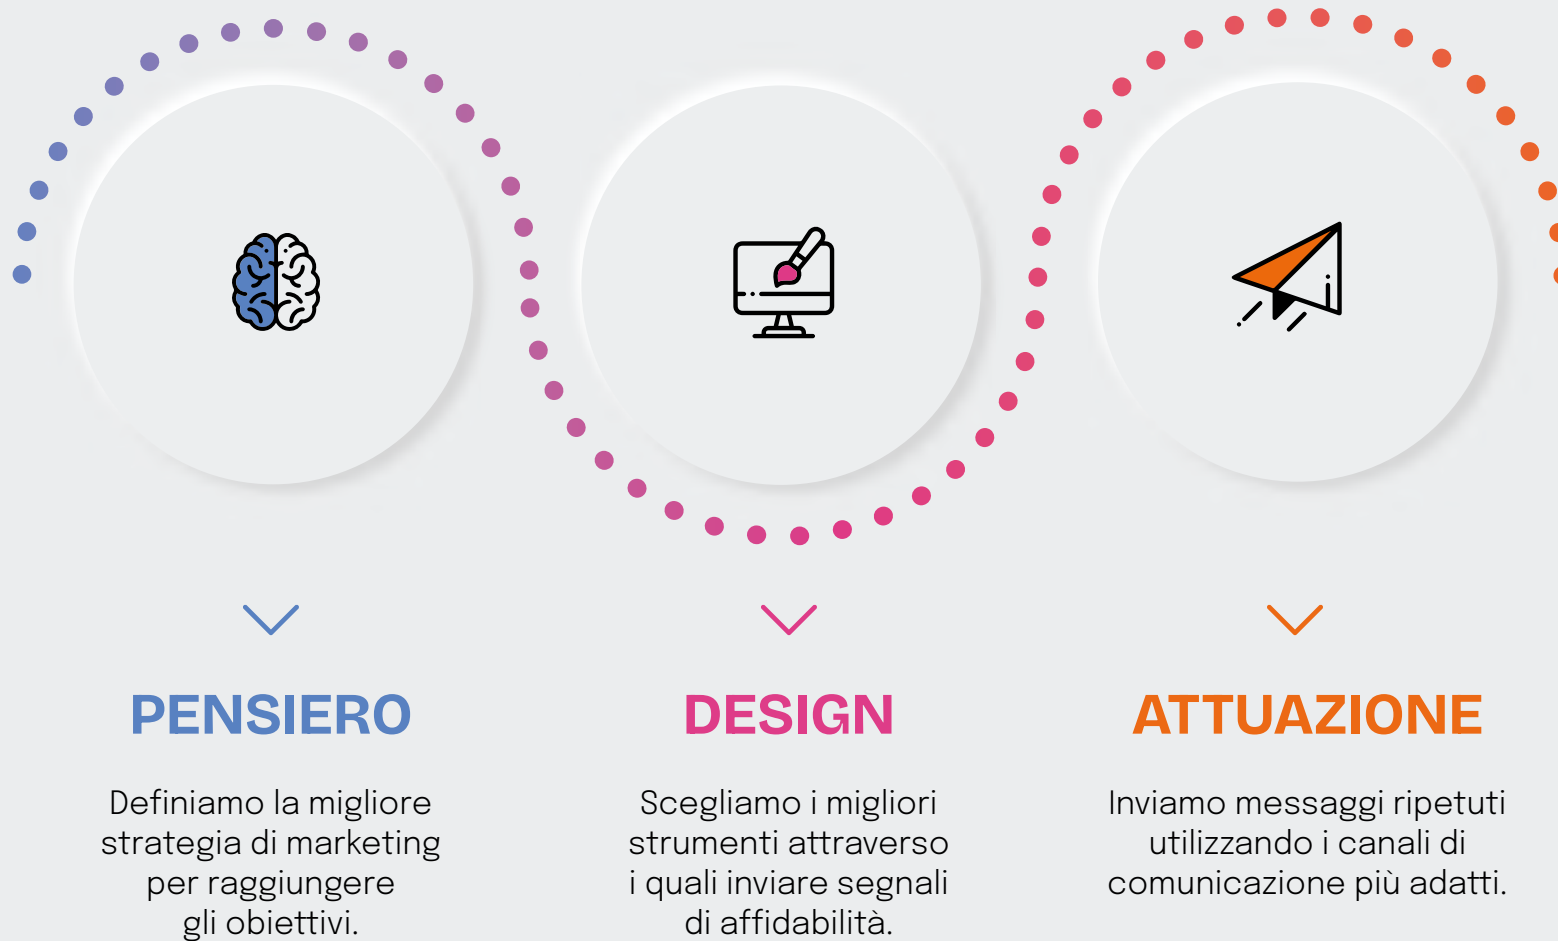 PENSIERO
Definiamo la migliore
strategia di marketing
per raggiungere
gli obiettivi.
DESIGN
Scegliamo i migliori
strumenti attraverso
i quali inviare segnali
di affidabilità.
ATTUAZIONE
Inviamo messaggi ripetuti
utilizzando i canali di
comunicazione più adatti.